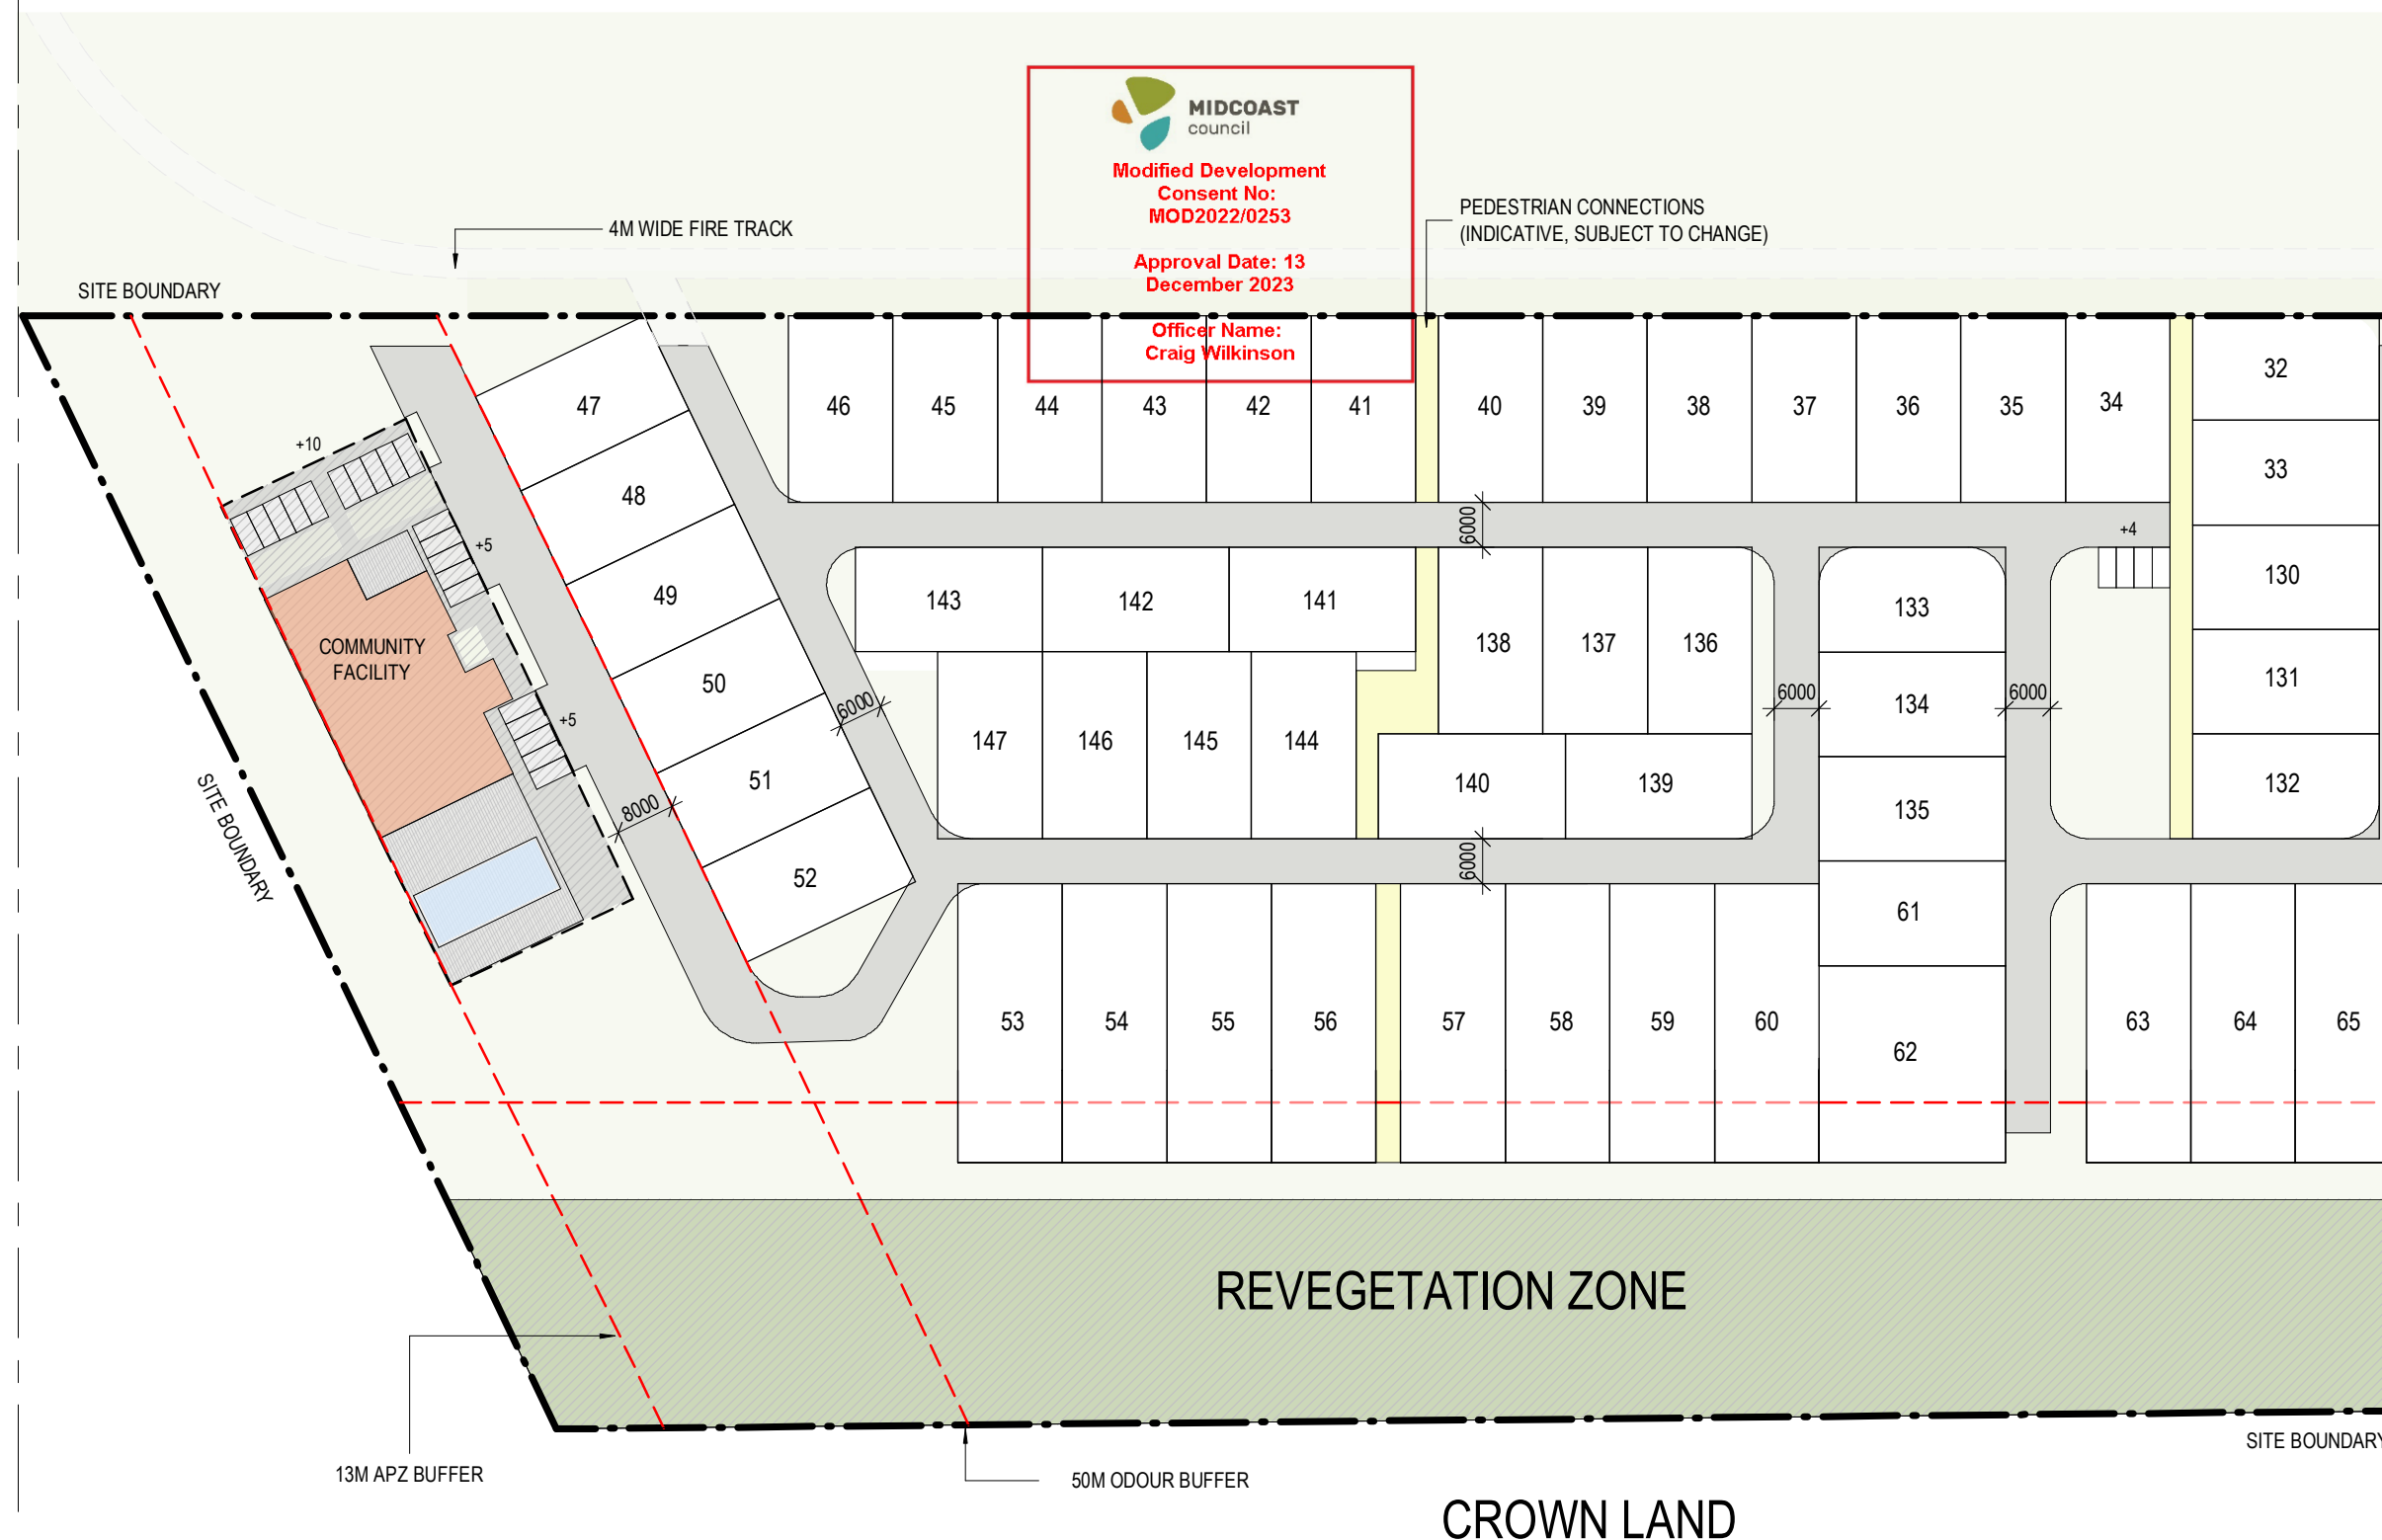 MIDCOAST
council
Modified Development
Consent No:
MOD2022/0253
Approval Date: 13
December 2023
Officer Name:
Craig Wilkinson
PEDESTRIAN CONNECTIONS
(INDICATIVE, SUBJECT TO CHANGE)
4M WIDE FIRE TRACK
SITE BOUNDARY
47
46
45
44
43
42
41
40
39
38
37
36
35
34
32
+10
33
48
6000
+4
+5
49
143
142
141
138
137
136
133
130
COMMUNITY
FACILITY
50
6000
6000
134
6000
131
+5
147
146
145
144
51
140
139
135
132
8000
SITE BOUNDARY
52
6000
61
53
54
55
56
57
58
59
60
62
63
64
65
REVEGETATION ZONE
13M APZ BUFFER
50M ODOUR BUFFER
SITE BOUNDARY
CROWN LAND